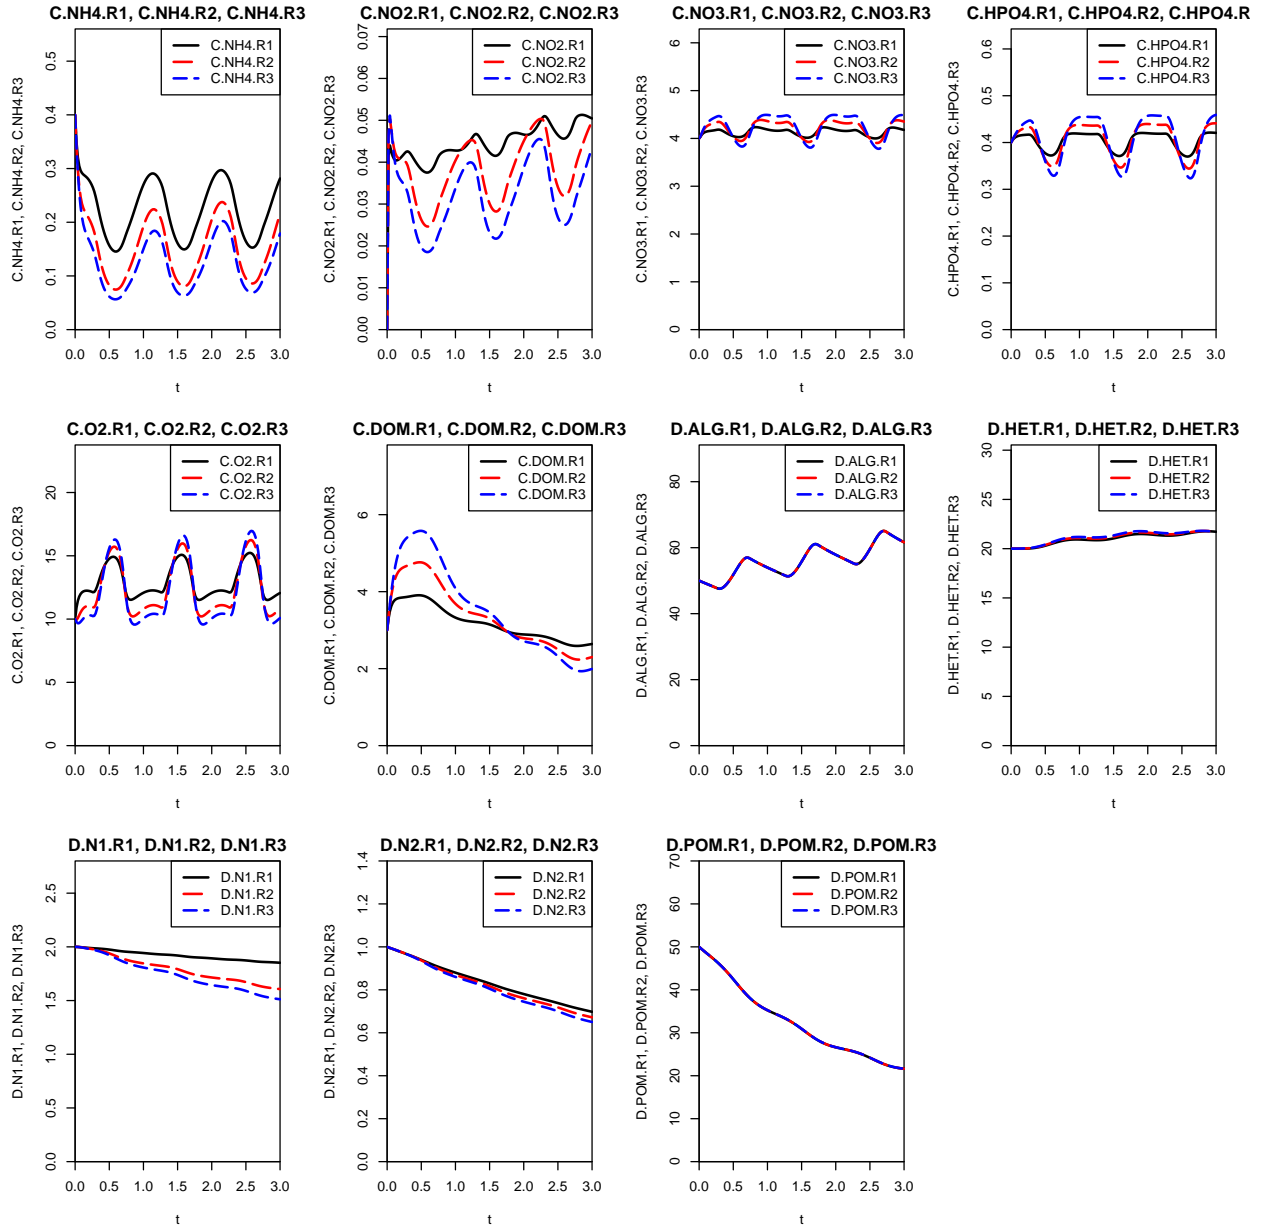 C.NH4.R1, C.NH4.R2, C.NH4.R3
C.NH4.R1, C.NH4.R2, C.NH4.R3
C.NH4.R1
C.NH4.R2
C.NH4.R3
0.0 0.1 0.2 0.3 0.4 0.5
0.0 0.5 1.0 1.5 2.0 2.5 3.0
t
C.NO2.R1, C.NO2.R2, C.NO2.R3
C.NO2.R1, C.NO2.R2, C.NO2.R3
C.NO2.R1
C.NO2.R2
C.NO2.R3
0.00 0.01 0.02 0.03 0.04 0.05 0.06 0.07
0.0 0.5 1.0 1.5 2.0 2.5 3.0
t
C.NO3.R1, C.NO3.R2, C.NO3.R3
C.NO3.R1, C.NO3.R2, C.NO3.R3
C.NO3.R1
C.NO3.R2
C.NO3.R3
0 1 2 3 4 5 6
0.0 0.5 1.0 1.5 2.0 2.5 3.0
t
C.HPO4.R1, C.HPO4.R2, C.HPO4.R
C.HPO4.R1, C.HPO4.R2, C.HPO4.R3
C.HPO4.R1
C.HPO4.R2
C.HPO4.R3
0.0 0.2 0.4 0.6
0.0 0.5 1.0 1.5 2.0 2.5 3.0
t
C.O2.R1, C.O2.R2, C.O2.R3
C.O2.R1, C.O2.R2, C.O2.R3
C.O2.R1
C.O2.R2
C.O2.R3
0 5 10 15 20
0.0 0.5 1.0 1.5 2.0 2.5 3.0
t
C.DOM.R1, C.DOM.R2, C.DOM.R3
C.DOM.R1, C.DOM.R2, C.DOM.R3
C.DOM.R1
C.DOM.R2
C.DOM.R3
0 2 4 6
0.0 0.5 1.0 1.5 2.0 2.5 3.0
t
D.ALG.R1, D.ALG.R2, D.ALG.R3
D.ALG.R1, D.ALG.R2, D.ALG.R3
D.ALG.R1
D.ALG.R2
D.ALG.R3
0 20 40 60 80
0.0 0.5 1.0 1.5 2.0 2.5 3.0
t
D.HET.R1, D.HET.R2, D.HET.R3
D.HET.R1, D.HET.R2, D.HET.R3
D.HET.R1
D.HET.R2
D.HET.R3
0 5 10 15 20 25 30
0.0 0.5 1.0 1.5 2.0 2.5 3.0
t
D.N1.R1, D.N1.R2, D.N1.R3
D.N1.R1, D.N1.R2, D.N1.R3
D.N1.R1
D.N1.R2
D.N1.R3
0.0 0.5 1.0 1.5 2.0 2.5
0.0 0.5 1.0 1.5 2.0 2.5 3.0
t
D.N2.R1, D.N2.R2, D.N2.R3
D.N2.R1, D.N2.R2, D.N2.R3
D.N2.R1
D.N2.R2
D.N2.R3
0.0 0.2 0.4 0.6 0.8 1.0 1.2 1.4
0.0 0.5 1.0 1.5 2.0 2.5 3.0
t
D.POM.R1, D.POM.R2, D.POM.R3
D.POM.R1, D.POM.R2, D.POM.R3
D.POM.R1
D.POM.R2
D.POM.R3
0 10 20 30 40 50 60 70
0.0 0.5 1.0 1.5 2.0 2.5 3.0
t